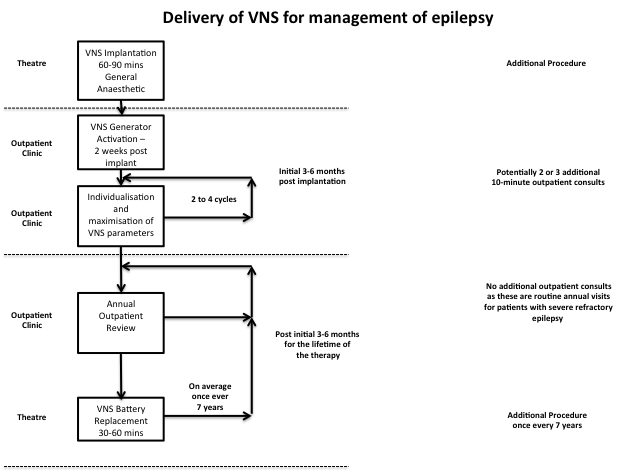 Delivery of VNS for management of epilepsy
Theatre
VNS Implantation
60-90 mins
General
Anaesthetic
Additional Procedure
Outpatient
Clinic
VNS Generator
Activation –
2 weeks post
implant
Initial 3-6 months
post implantation
Potentially 2 or 3 additional
10-minute outpatient consults
Outpatient
Clinic
Individualisation
and
maximisation of
VNS parameters
2 to 4 cycles
Outpatient
Clinic
Annual
Outpatient
Review
Post initial 3-6 months
for the lifetime of
the therapy
No additional outpatient consults
as these are routine annual visits
for patients with severe refractory
epilepsy
Theatre
VNS Battery
Replacement
30-60 mins
On average
once ever
7 years
Additional Procedure
once every 7 years